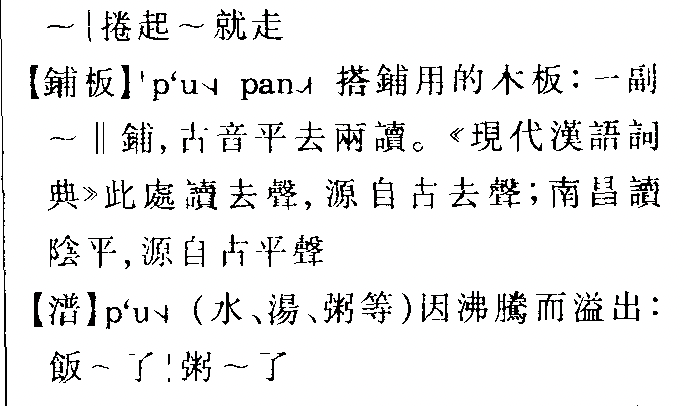 ～|捲起～就走
【鋪板】'p‘u˧˩ pan˨˩˧ 搭鋪用的木板：一副
～‖鋪，古音平去兩讀。《現代漢語詞
典》此處讀去聲，源自古去聲；南昌讀
陰平，源自古平聲
【潽】p‘u˧˩ （水、湯、粥等）因沸騰而溢出：
飯～了|粥～了